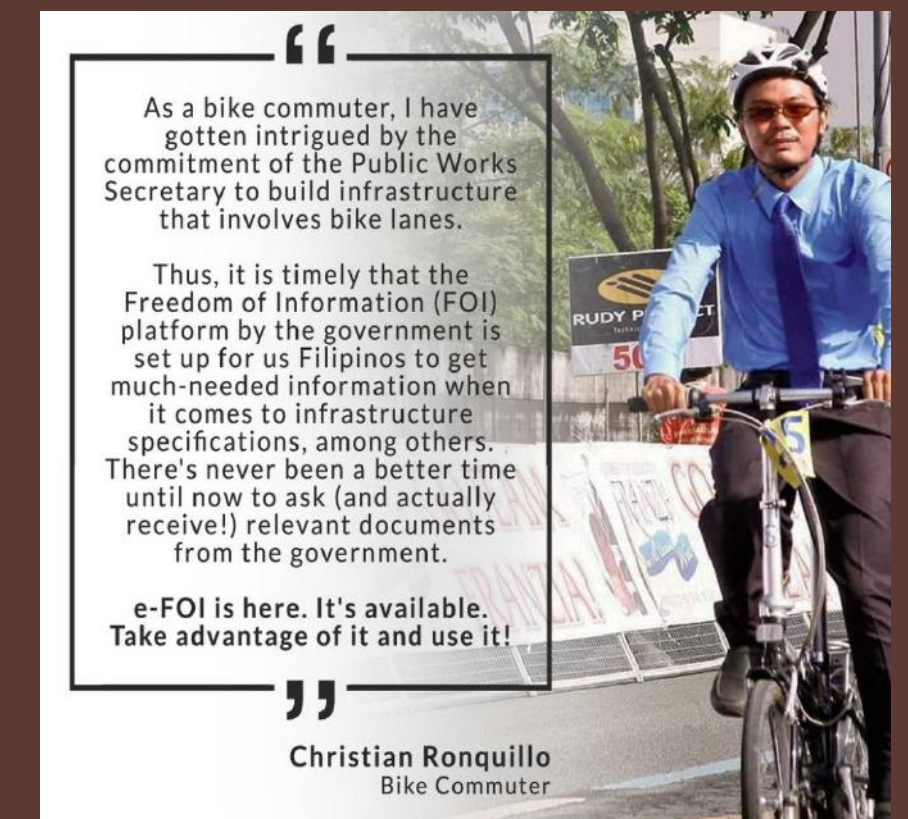 “
As a bike commuter, I have
gotten intrigued by the
commitment of the Public Works
Secretary to build infrastructure
that involves bike lanes.
Thus, it is timely that the
Freedom of Information (FOI)
platform by the government is
set up for us Filipinos to get
much-needed information when
it comes to infrastructure
specifications, among others.
There's never been a better time
until now to ask (and actually
receive!) relevant documents
from the government.
e-FOI is here. It's available.
Take advantage of it and use it!
”
Christian Ronquillo
Bike Commuter
RUDY
50